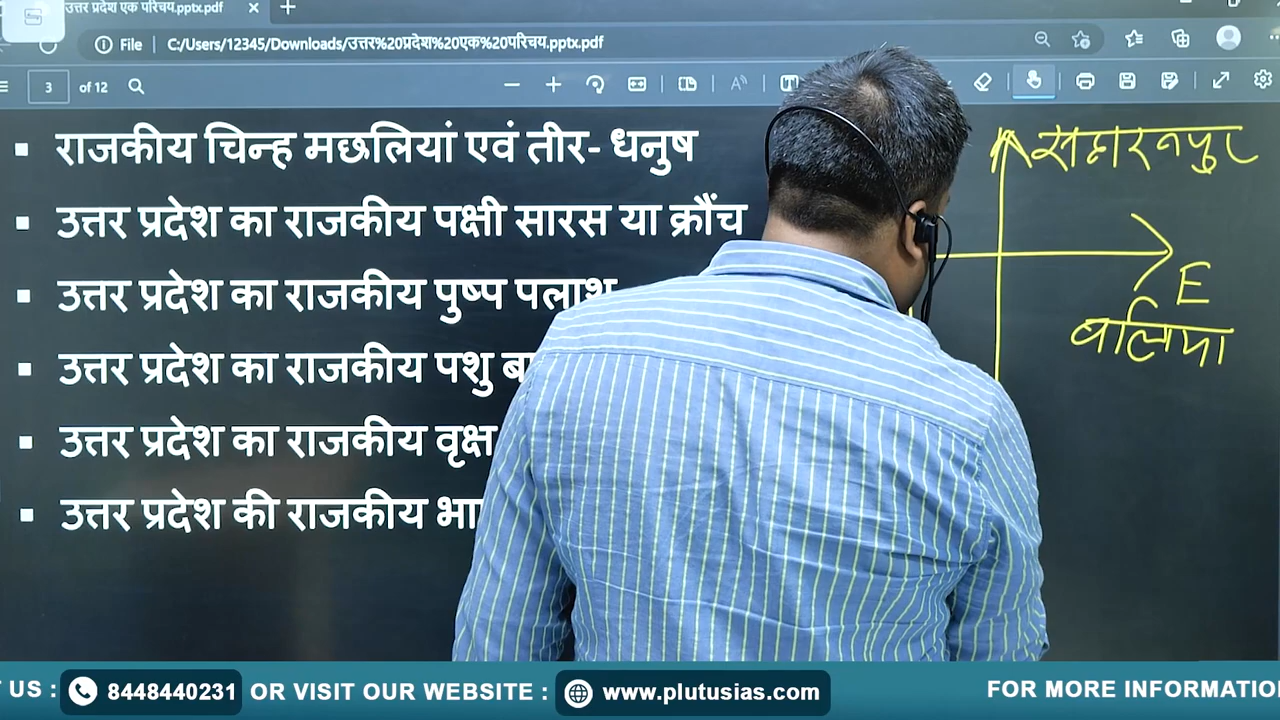 उत्तर प्रदेश एक परिचय.pptx.pdf
File C:/Users/12345/Downloads/उत्तर%20प्रदेश%20एक%20परिचय.pptx.pdf
3 of 12
राजकीय चिन्ह मछलियां एवं तीर- धनुष
उत्तर प्रदेश का राजकीय पक्षी सारस या क्रौंच
उत्तर प्रदेश का राजकीय पुष्प पलाश
उत्तर प्रदेश का राजकीय पशु
उत्तर प्रदेश का राजकीय वृक्ष
उत्तर प्रदेश की राजकीय
सहारनपुर
E
बलिया
US : 8448440231 OR VISIT OUR WEBSITE : www.plutusias.com FOR MORE